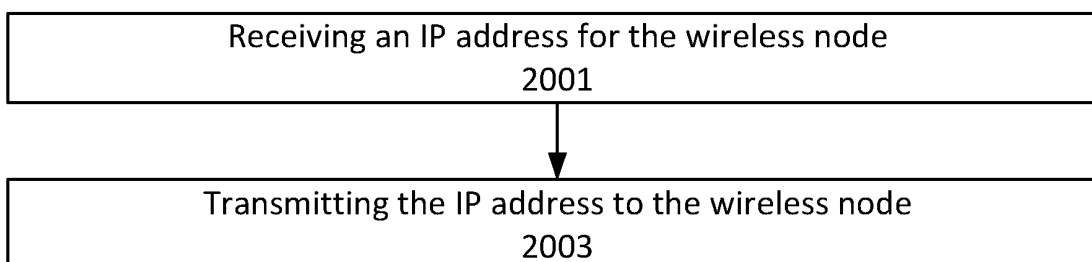 Receiving an IP address for the wireless node
2001
Transmitting the IP address to the wireless node
2003